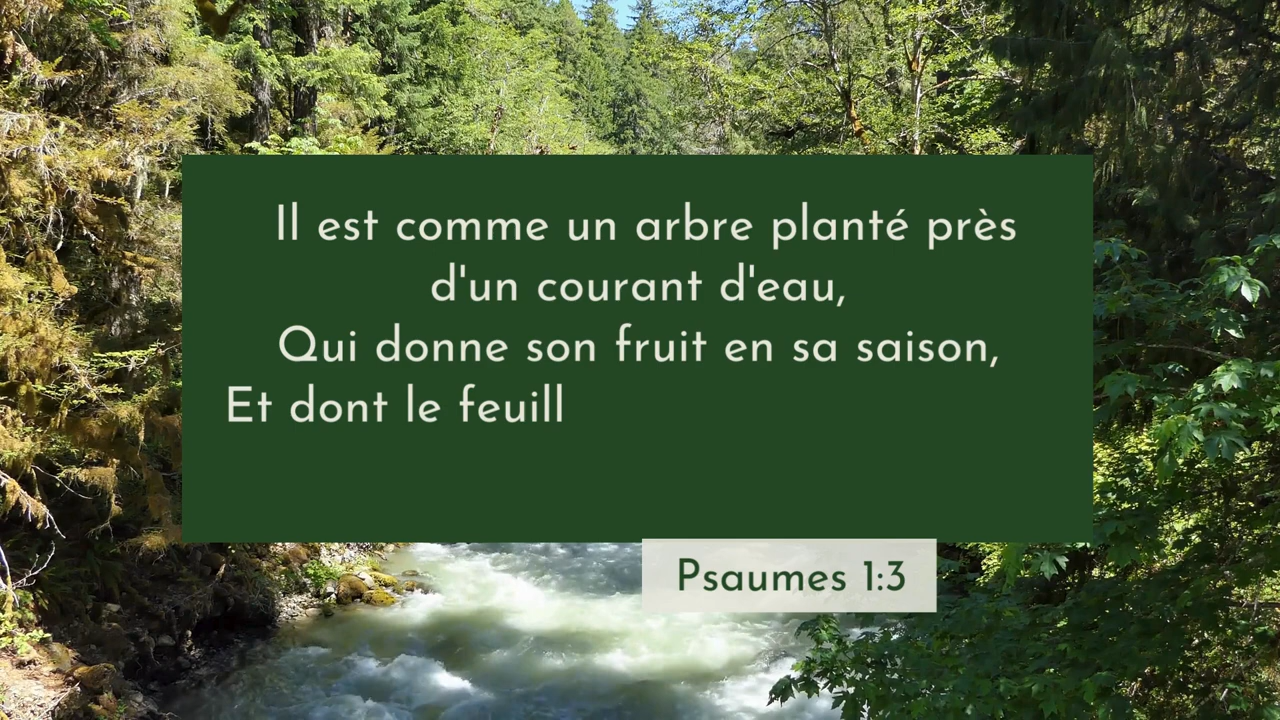 Il est comme un arbre planté près
d'un courant d'eau,
Qui donne son fruit en sa saison,
Et dont le feuill
Psaumes 1:3